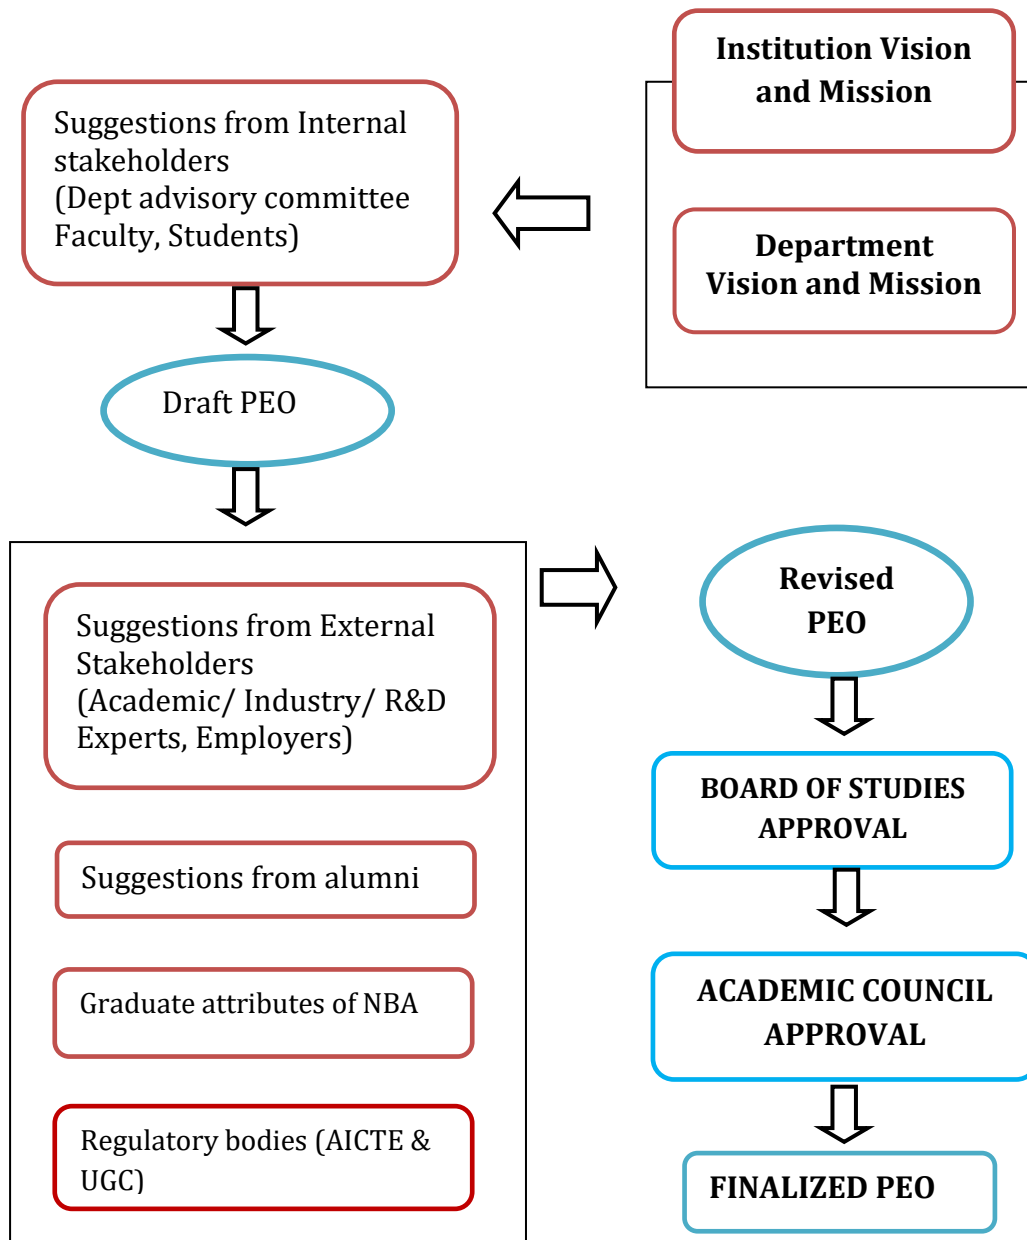 Institution Vision
and Mission
Suggestions from Internal
stakeholders
(Dept advisory committee
Faculty, Students)
Department
Vision and Mission
Draft PEO
Suggestions from External
Stakeholders
(Academic/ Industry/ R&D
Experts, Employers)
Suggestions from alumni
Graduate attributes of NBA
Regulatory bodies (AICTE &
UGC)
Revised
PEO
BOARD OF STUDIES
APPROVAL
ACADEMIC COUNCIL
APPROVAL
FINALIZED PEO